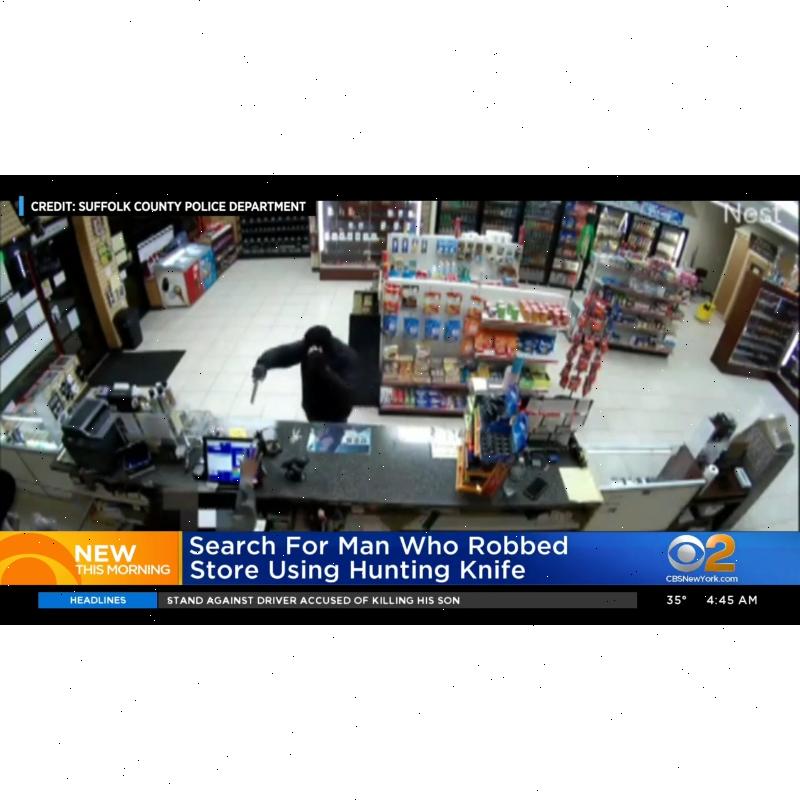 CREDIT: SUFFOLK COUNTY POLICE DEPARTMENT
Nest
NEW
THIS MORNING
Search For Man Who Robbed
Store Using Hunting Knife
2
CBSNewYork.com
HEADLINES
STAND AGAINST DRIVER ACCUSED OF KILLING HIS SON
35°
4:45 AM